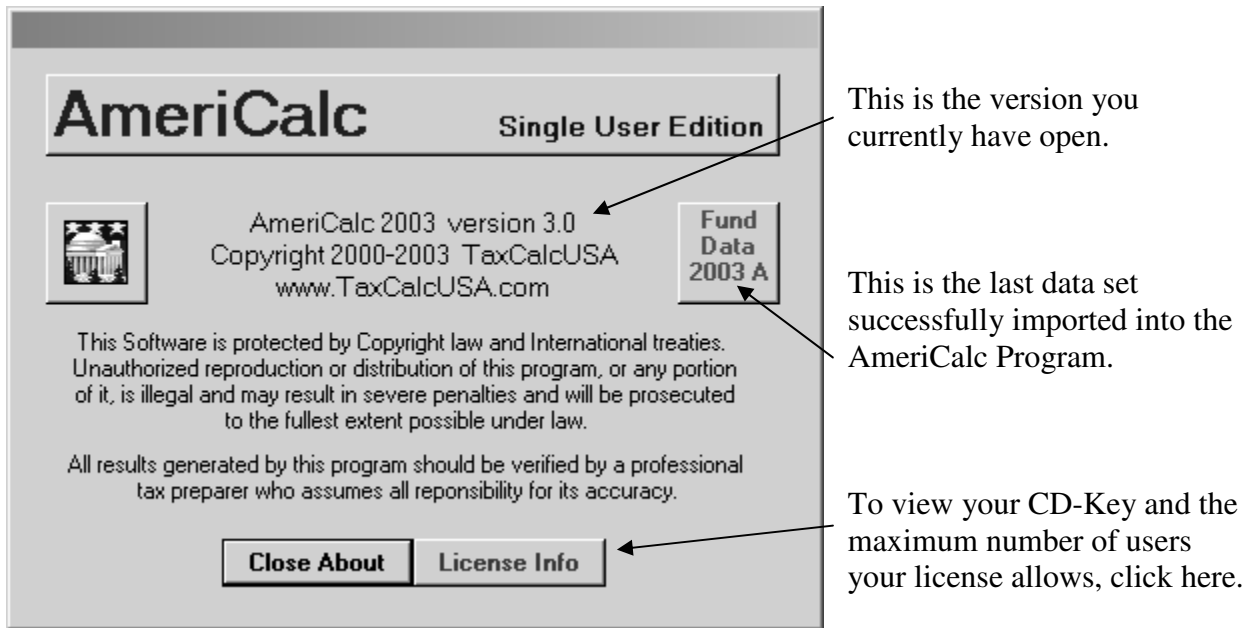 AmeriCalc
Single User Edition
AmeriCalc 2003 version 3.0
Copyright 2000-2003 TaxCalcUSA
www.TaxCalcUSA.com
Fund
Data
2003 A
This Software is protected by Copyright law and International treaties.
Unauthorized reproduction or distribution of this program, or any portion
of it, is illegal and may result in severe penalties and will be prosecuted
to the fullest extent possible under law.
All results generated by this program should be verified by a professional
tax preparer who assumes all reponsibility for its accuracy.
Close About
License Info
This is the version you
currently have open.
This is the last data set
successfully imported into the
AmeriCalc Program.
To view your CD-Key and the
maximum number of users
your license allows, click here.